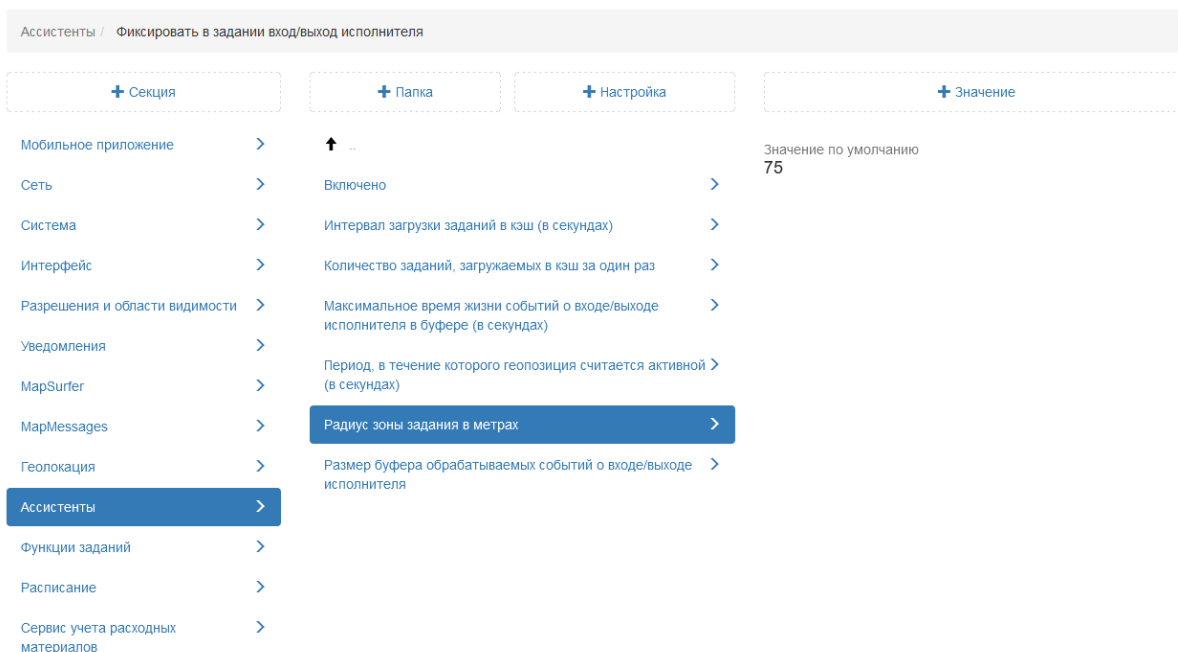 Ассистенты / Фиксировать в задании вход/выход исполнителя
+ Секция
+ Папка
+ Настройка
+ Значение
Мобильное приложение
Сеть
Система
Интерфейс
Разрешения и области видимости
Уведомления
MapSurfer
MapMessages
Геолокация
Ассистенты
Функции заданий
Расписание
Сервис учета расходных
материалов
..
Включено
Интервал загрузки заданий в кэш (в секундах)
Количество заданий, загружаемых в кэш за один раз
Максимальное время жизни событий о входе/выходе
исполнителя в буфере (в секундах)
Период, в течение которого геопозиция считается активной
(в секундах)
Радиус зоны задания в метрах
Размер буфера обрабатываемых событий о входе/выходе
исполнителя
Значение по умолчанию
75